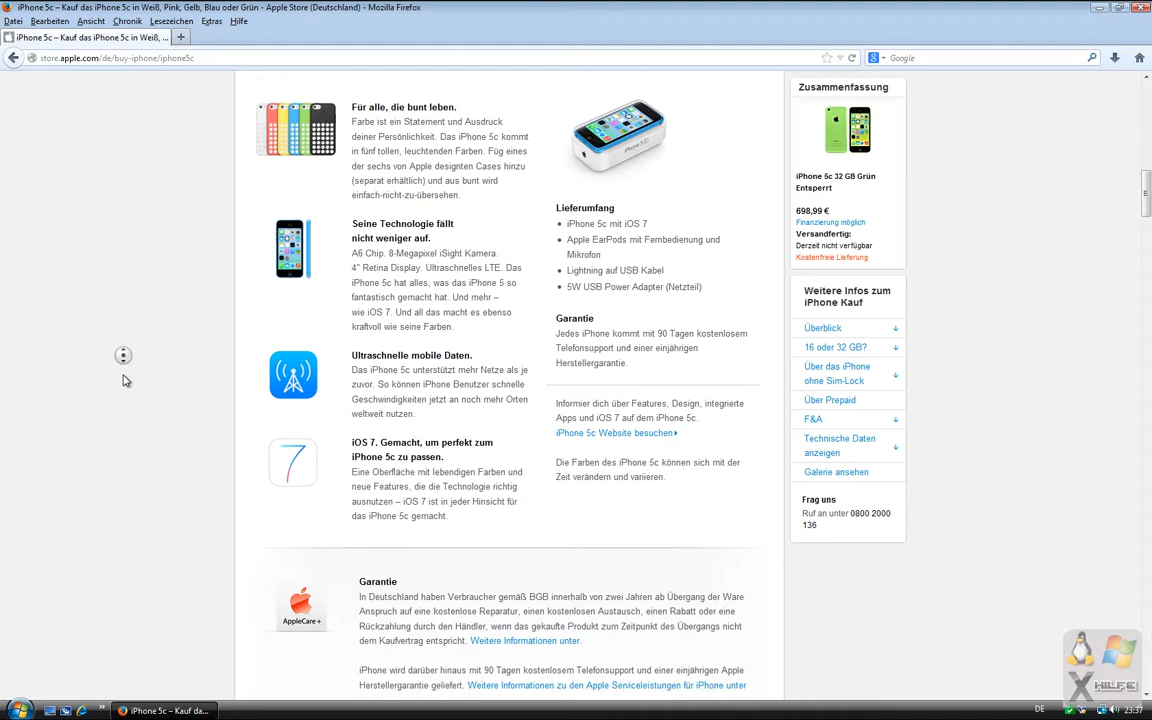 iPhone 5c – Kauf das iPhone 5c in Weiß, Pink, Gelb, Blau oder Grün - Apple Store (Deutschland) - Mozilla Firefox
Datei Bearbeiten Ansicht Chronik Lesezeichen Extras Hilfe
iPhone 5c – Kauf das iPhone 5c in Weiß, ...
store.apple.com/de/buy-iphone/iphone5c
Google
Für alle, die bunt leben.
Farbe ist ein Statement und Ausdruck
deiner Persönlichkeit. Das iPhone 5c kommt
in fünf tollen, leuchtenden Farben. Füg eines
der sechs von Apple designten Cases hinzu
(separat erhältlich) und aus bunt wird
einfach-nicht-zu-übersehen.
Seine Technologie fällt
nicht weniger auf.
A6 Chip. 8-Megapixel iSight Kamera.
4" Retina Display. Ultraschnelles LTE. Das
iPhone 5c hat alles, was das iPhone 5 so
fantastisch gemacht hat. Und mehr –
wie iOS 7. Und all das macht es ebenso
kraftvoll wie seine Farben.
Ultraschnelle mobile Daten.
Das iPhone 5c unterstützt mehr Netze als je
zuvor. So können iPhone Benutzer schnelle
Geschwindigkeiten jetzt an noch mehr Orten
weltweit nutzen.
7
iOS 7. Gemacht, um perfekt zum
iPhone 5c zu passen.
Eine Oberfläche mit lebendigen Farben und
neue Features, die die Technologie richtig
ausnutzen – iOS 7 ist in jeder Hinsicht für
das iPhone 5c gemacht.
Lieferumfang
iPhone 5c mit iOS 7
Apple EarPods mit Fernbedienung und
Mikrofon
Lightning auf USB Kabel
5W USB Power Adapter (Netzteil)
Garantie
Jedes iPhone kommt mit 90 Tagen kostenlosem
Telefonsupport und einer einjährigen
Herstellergarantie.
Informier dich über Features, Design, integrierte
Apps und iOS 7 auf dem iPhone 5c.
iPhone 5c Website besuchen
Die Farben des iPhone 5c können sich mit der
Zeit verändern und variieren.
AppleCare+
Garantie
In Deutschland haben Verbraucher gemäß BGB innerhalb von zwei Jahren ab Übergang der Ware
Anspruch auf eine kostenlose Reparatur, einen kostenlosen Austausch, einen Rabatt oder eine
Rückzahlung durch den Händler, wenn das gekaufte Produkt zum Zeitpunkt des Übergangs nicht
dem Kaufvertrag entspricht. Weitere Informationen unter.
iPhone wird darüber hinaus mit 90 Tagen kostenlosem Telefonsupport und einer einjährigen Apple
Herstellergarantie geliefert. Weitere Informationen zu den Apple Serviceleistungen für iPhone unter
Zusammenfassung
iPhone 5c 32 GB Grün
Entsperrt
698,99 €
Finanzierung möglich
Versandfertig:
Derzeit nicht verfügbar
Kostenfreie Lieferung
Weitere Infos zum
iPhone Kauf
Überblick
16 oder 32 GB?
Über das iPhone
ohne Sim-Lock
Über Prepaid
F&A
Technische Daten
anzeigen
Galerie ansehen
Frag uns
Ruf an unter 0800 2000
136
X HILFE
iPhone 5c – Kauf da...
DE
23:37